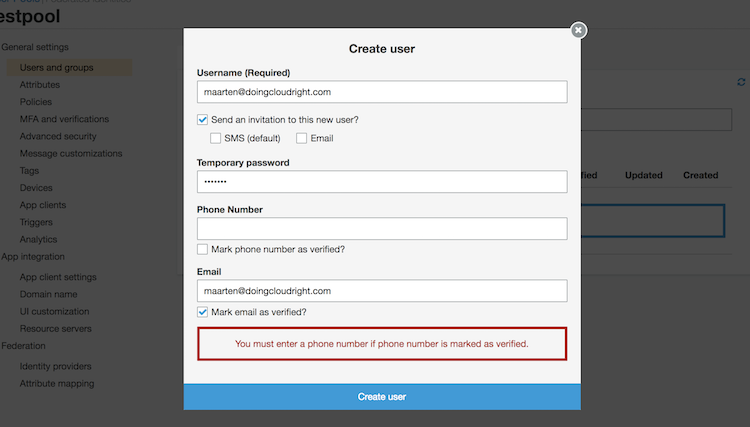 estpool
General settings
Users and groups
Attributes
Policies
MFA and verifications
Advanced security
Message customizations
Tags
Devices
App clients
Triggers
Analytics
App integration
App client settings
Domain name
UI customization
Resource servers
Federation
Identity providers
Attribute mapping
Create user
Username (Required)
maarten@doingcloudright.com
Send an invitation to this new user?
SMS (default) Email
Temporary password
•••••••
Phone Number
Mark phone number as verified?
Email
maarten@doingcloudright.com
Mark email as verified?
You must enter a phone number if phone number is marked as verified.
Create user
fied Updated Created